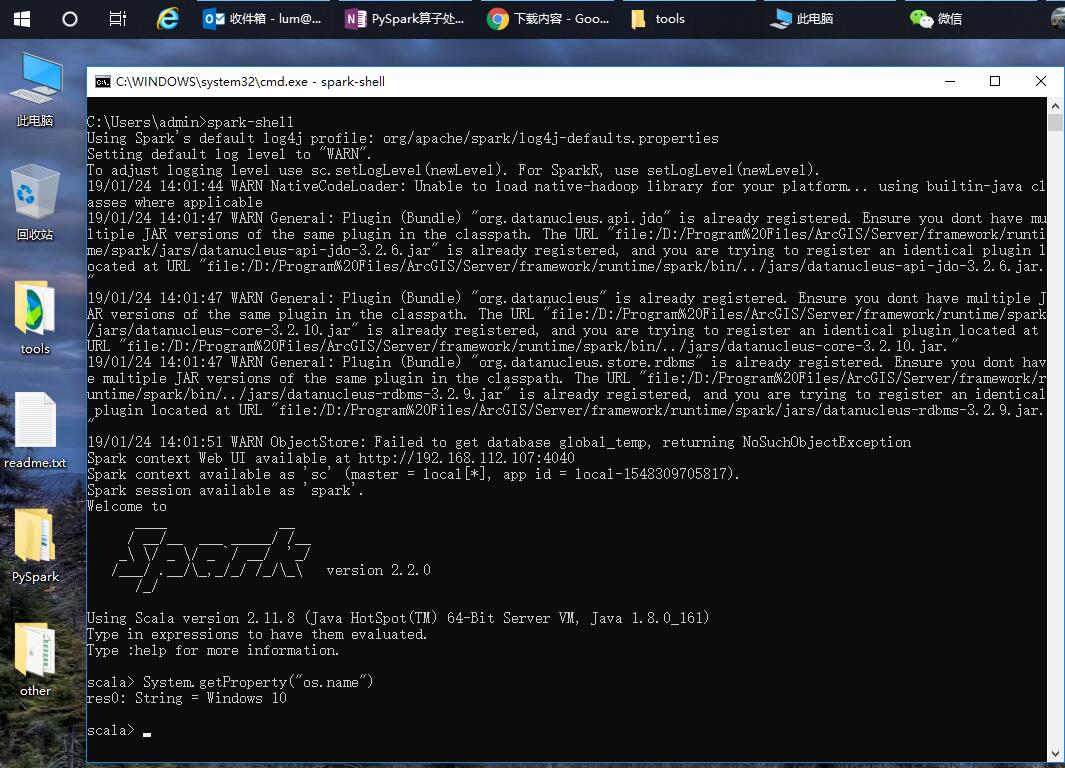 收件箱 - lum@...
PySpark算子处...
下载内容 - Goo...
tools
此电脑
微信
此电脑
回收站
tools
readme.txt
PySpark
other
C:\WINDOWS\system32\cmd.exe - spark-shell
C:\Users\admin>spark-shell
Using Spark's default log4j profile: org/apache/spark/log4j-defaults.properties
Setting default log level to "WARN".
To adjust logging level use sc.setLogLevel(newLevel). For SparkR, use setLogLevel(newLevel).
19/01/24 14:01:44 WARN NativeCodeLoader: Unable to load native-hadoop library for your platform... using builtin-java cl
asses where applicable
19/01/24 14:01:47 WARN General: Plugin (Bundle) "org.datanucleus.api.jdo" is already registered. Ensure you dont have mu
ltiple JAR versions of the same plugin in the classpath. The URL "file:/D:/Program%20Files/ArcGIS/Server/framework/runti
me/spark/jars/datanucleus-api-jdo-3.2.6.jar" is already registered, and you are trying to register an identical plugin l
ocated at URL "file:/D:/Program%20Files/ArcGIS/Server/framework/runtime/spark/bin/../jars/datanucleus-api-jdo-3.2.6.jar.
"
19/01/24 14:01:47 WARN General: Plugin (Bundle) "org.datanucleus" is already registered. Ensure you dont have multiple J
AR versions of the same plugin in the classpath. The URL "file:/D:/Program%20Files/ArcGIS/Server/framework/runtime/spark
/jars/datanucleus-core-3.2.10.jar" is already registered, and you are trying to register an identical plugin located at
URL "file:/D:/Program%20Files/ArcGIS/Server/framework/runtime/spark/bin/../jars/datanucleus-core-3.2.10.jar."
19/01/24 14:01:47 WARN General: Plugin (Bundle) "org.datanucleus.store.rdbms" is already registered. Ensure you dont hav
e multiple JAR versions of the same plugin in the classpath. The URL "file:/D:/Program%20Files/ArcGIS/Server/framework/r
untime/spark/bin/../jars/datanucleus-rdbms-3.2.9.jar" is already registered, and you are trying to register an identical
plugin located at URL "file:/D:/Program%20Files/ArcGIS/Server/framework/runtime/spark/jars/datanucleus-rdbms-3.2.9.jar.
"
19/01/24 14:01:51 WARN ObjectStore: Failed to get database global_temp, returning NoSuchObjectException
Spark context Web UI available at http://192.168.112.107:4040
Spark context available as 'sc' (master = local[*], app id = local-1548309705817).
Spark session available as 'spark'.
Welcome to
Spark version 2.2.0
Using Scala version 2.11.8 (Java HotSpot(TM) 64-Bit Server VM, Java 1.8.0_161)
Type in expressions to have them evaluated.
Type :help for more information.
scala> System.getProperty("os.name")
res0: String = Windows 10
scala>